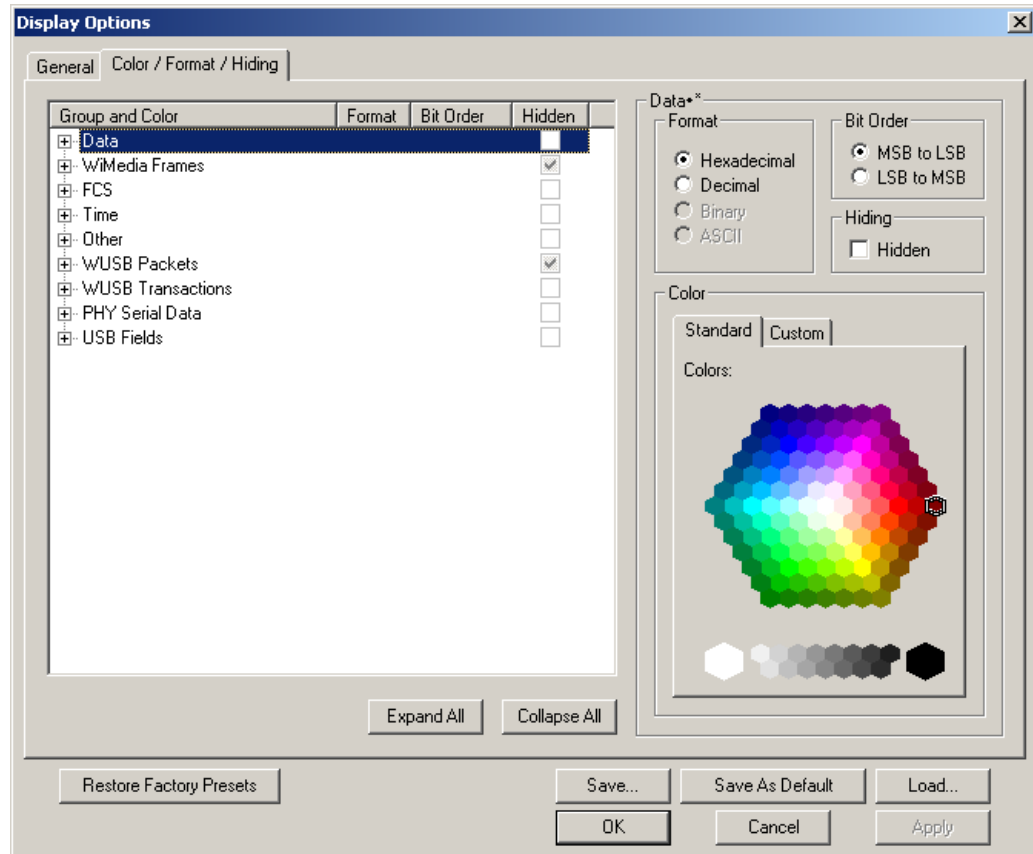 Display Options
General
Color / Format / Hiding
Group and Color Format Bit Order Hidden
Data
WiMedia Frames
FCS
Time
Other
WUSB Packets
WUSB Transactions
PHY Serial Data
USB Fields
Expand All
Collapse All
Data•*
Format
Hexadecimal
Decimal
Binary
ASCII
Bit Order
MSB to LSB
LSB to MSB
Hiding
Hidden
Color
Standard
Custom
Colors:
Restore Factory Presets
Save...
Save As Default
Load...
OK
Cancel
Apply